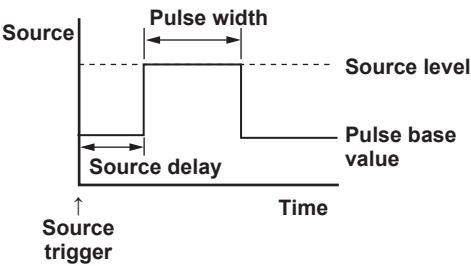 Pulse width
Source
Source level
Pulse base
value
Source delay
Time
↑
Source
trigger